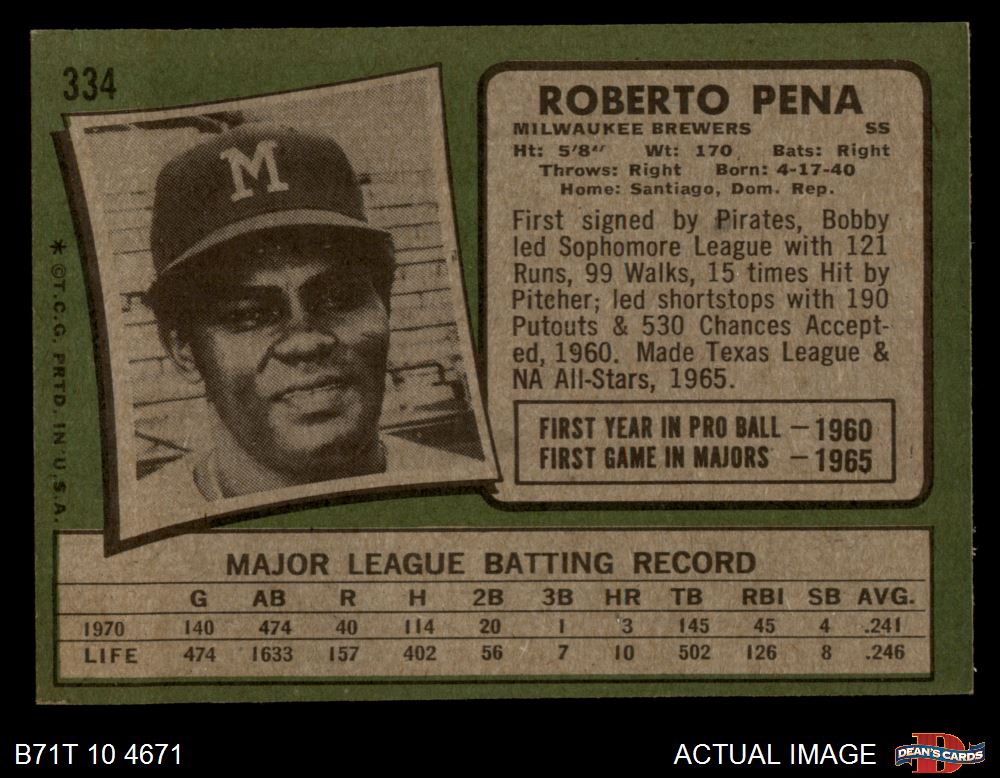 334
M
* ©T.C.G. PRTD. IN U.S.A.
ROBERTO PENA
MILWAUKEE BREWERS SS
Ht: 5'8" Wt: 170 Bats: Right
Throws: Right Born: 4-17-40
Home: Santiago, Dom. Rep.
First signed by Pirates, Bobby
led Sophomore League with 121
Runs, 99 Walks, 15 times Hit by
Pitcher; led shortstops with 190
Putouts & 530 Chances Accept-
ed, 1960. Made Texas League &
NA All-Stars, 1965.
FIRST YEAR IN PRO BALL — 1960
FIRST GAME IN MAJORS — 1965
MAJOR LEAGUE BATTING RECORD
G AB R H 2B 3B HR TB RBI SB AVG.
1970 140 474 40 114 20 1 3 145 45 4 .241
LIFE 474 1633 157 402 56 7 10 502 126 8 .246
B71T 10 4671
ACTUAL IMAGE
D
DEAN'S CARDS